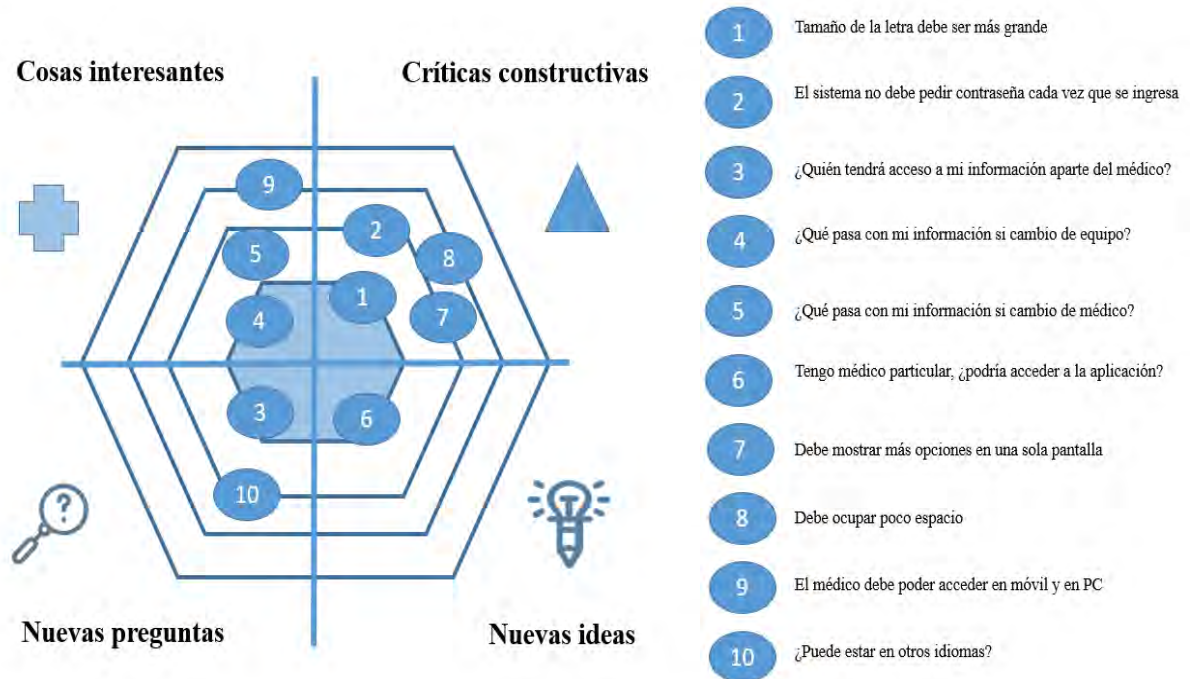 Cosas interesantes
Críticas constructivas
9
2
5
8
1
4
7
3
6
10
?
Nuevas preguntas
Nuevas ideas
1 Tamaño de la letra debe ser más grande
2 El sistema no debe pedir contraseña cada vez que se ingresa
3 ¿Quién tendrá acceso a mi información aparte del médico?
4 ¿Qué pasa con mi información si cambio de equipo?
5 ¿Qué pasa con mi información si cambio de médico?
6 Tengo médico particular, ¿podría acceder a la aplicación?
7 Debe mostrar más opciones en una sola pantalla
8 Debe ocupar poco espacio
9 El médico debe poder acceder en móvil y en PC
10 ¿Puede estar en otros idiomas?